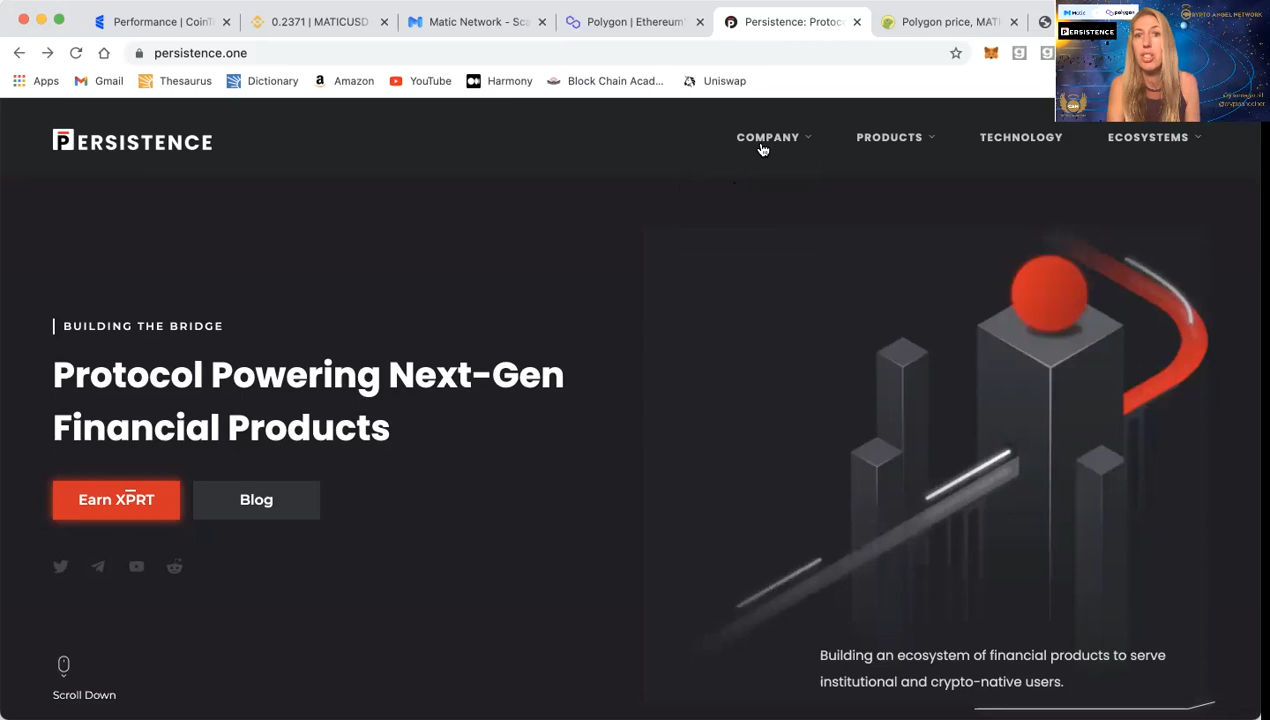 Performance | CoinT
0.2371 | MATICUSD
Matic Network - Sca
Polygon | Ethereum'
Persistence: Protoc
Polygon price, MAT
persistence.one
Apps
Gmail
Thesaurus
Dictionary
Amazon
YouTube
Harmony
Block Chain Acad...
Uniswap
polygon
PERSISTENCE
PERSISTENCE
COMPANY
PRODUCTS
TECHNOLOGY
ECOSYSTEMS
BUILDING THE BRIDGE
Protocol Powering Next-Gen
Financial Products
Earn XPRT
Blog
Scroll Down
Building an ecosystem of financial products to serve
institutional and crypto-native users.